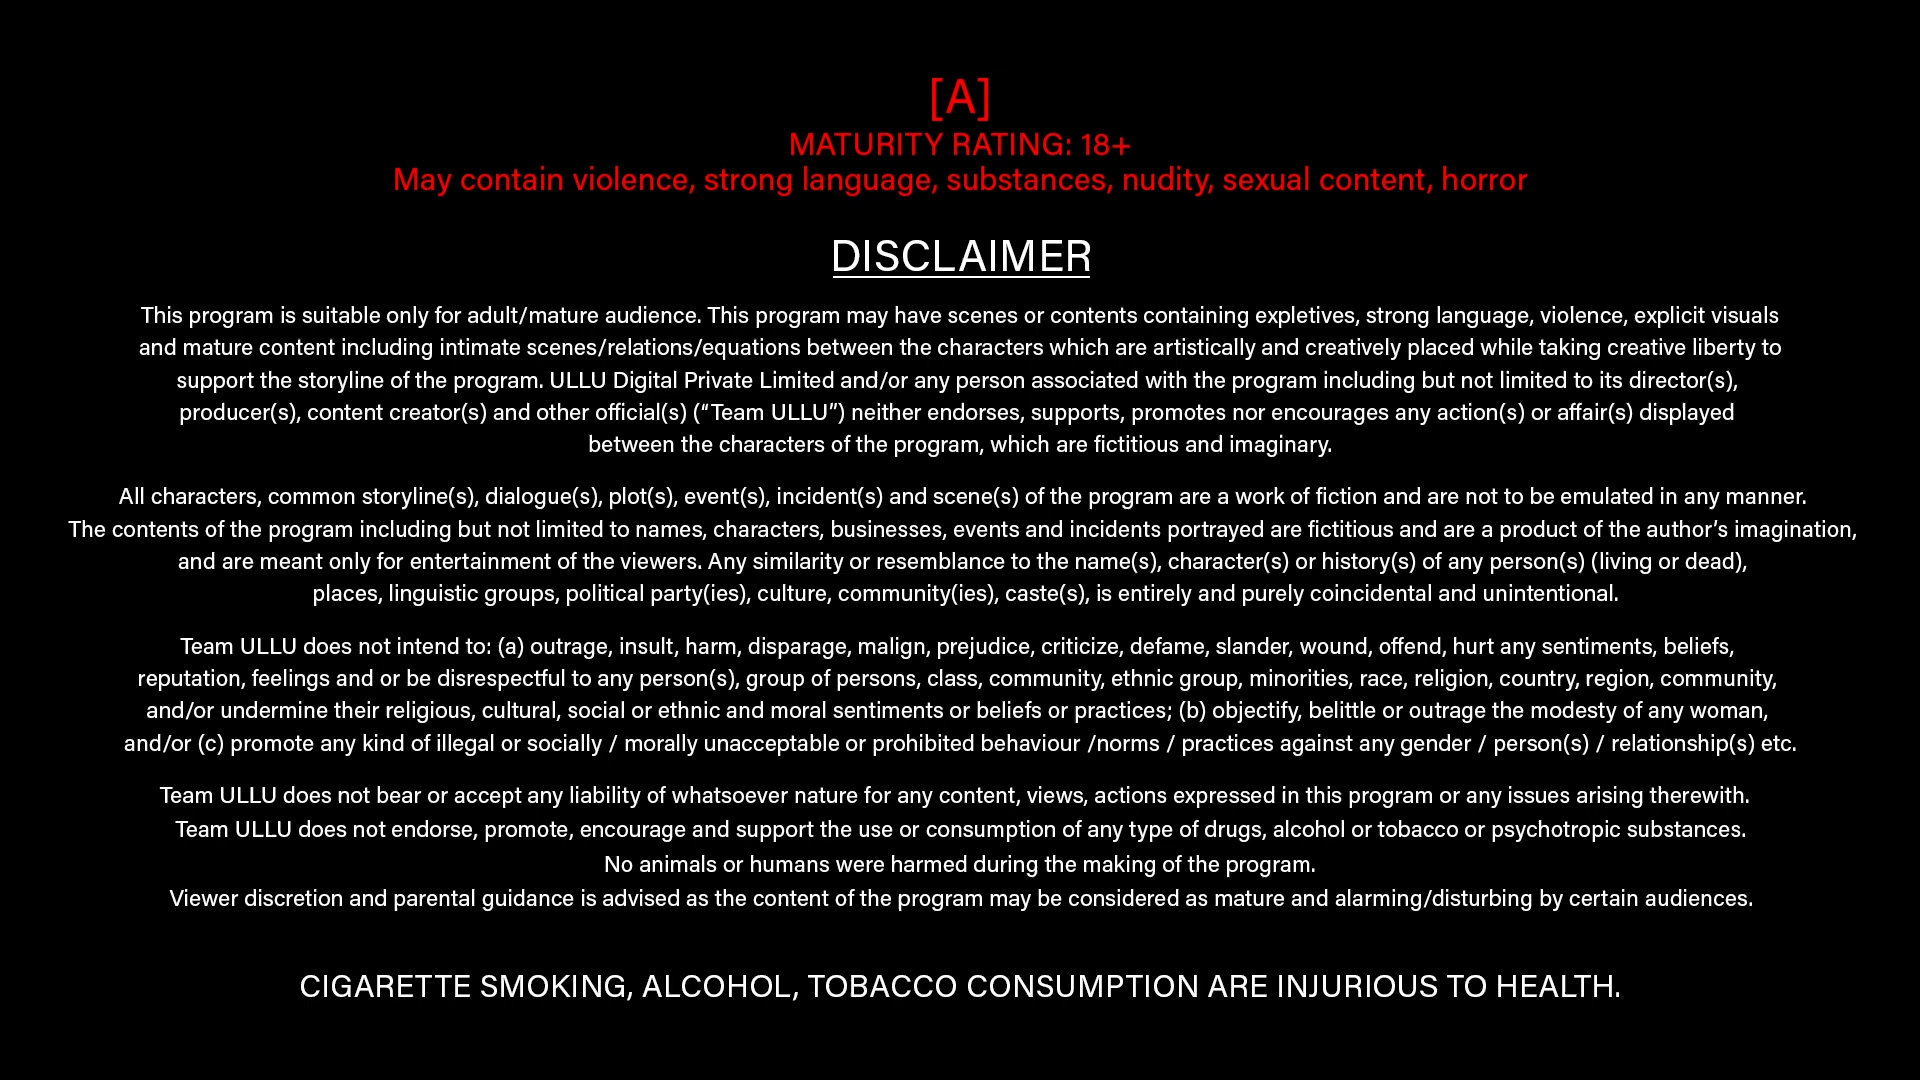 [A]
MATURITY RATING: 18+
May contain violence, strong language, substances, nudity, sexual content, horror
DISCLAIMER
This program is suitable only for adult/mature audience. This program may have scenes or contents containing expletives, strong language, violence, explicit visuals
and mature content including intimate scenes/relations/equations between the characters which are artistically and creatively placed while taking creative liberty to
support the storyline of the program. ULLU Digital Private Limited and/or any person associated with the program including but not limited to its director(s),
producer(s), content creator(s) and other official(s) (“Team ULLU”) neither endorses, supports, promotes nor encourages any action(s) or affair(s) displayed
between the characters of the program, which are fictitious and imaginary.
All characters, common storyline(s), dialogue(s), plot(s), event(s), incident(s) and scene(s) of the program are a work of fiction and are not to be emulated in any manner.
The contents of the program including but not limited to names, characters, businesses, events and incidents portrayed are fictitious and are a product of the author’s imagination,
and are meant only for entertainment of the viewers. Any similarity or resemblance to the name(s), character(s) or history(s) of any person(s) (living or dead),
places, linguistic groups, political party(ies), culture, community(ies), caste(s), is entirely and purely coincidental and unintentional.
Team ULLU does not intend to: (a) outrage, insult, harm, disparage, malign, prejudice, criticize, defame, slander, wound, offend, hurt any sentiments, beliefs,
reputation, feelings and or be disrespectful to any person(s), group of persons, class, community, ethnic group, minorities, race, religion, country, region, community,
and/or undermine their religious, cultural, social or ethnic and moral sentiments or beliefs or practices; (b) objectify, belittle or outrage the modesty of any woman,
and/or (c) promote any kind of illegal or socially / morally unacceptable or prohibited behaviour /norms / practices against any gender / person(s) / relationship(s) etc.
Team ULLU does not bear or accept any liability of whatsoever nature for any content, views, actions expressed in this program or any issues arising therewith.
Team ULLU does not endorse, promote, encourage and support the use or consumption of any type of drugs, alcohol or tobacco or psychotropic substances.
No animals or humans were harmed during the making of the program.
Viewer discretion and parental guidance is advised as the content of the program may be considered as mature and alarming/disturbing by certain audiences.
CIGARETTE SMOKING, ALCOHOL, TOBACCO CONSUMPTION ARE INJURIOUS TO HEALTH.